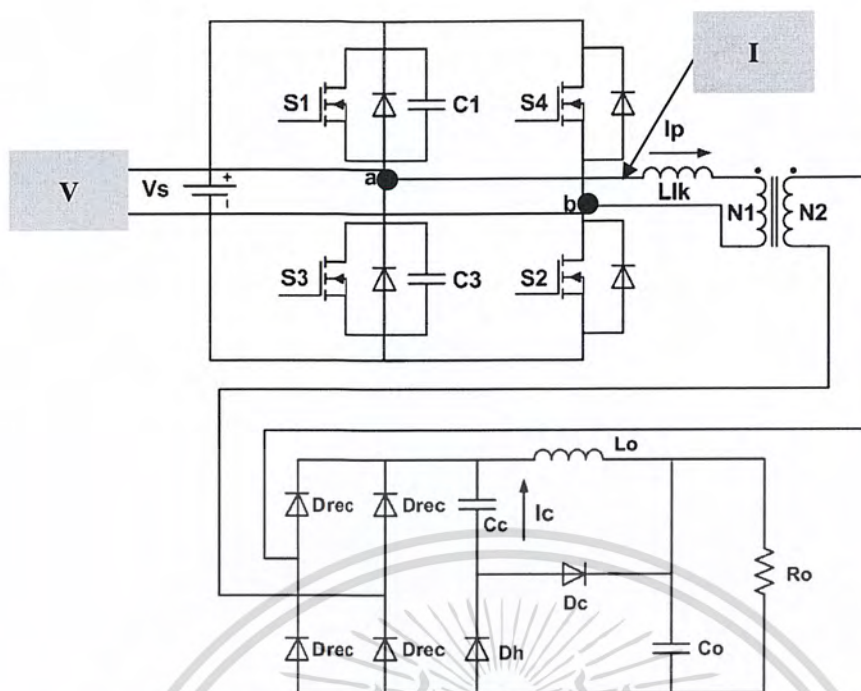 I
S1
C1
S4
Ip
V
Vs
+
-
a
b
Llk
N1
N2
S3
C3
S2
Lo
Drec
Drec
Cc
Ic
Dc
Ro
Drec
Drec
Dh
Co